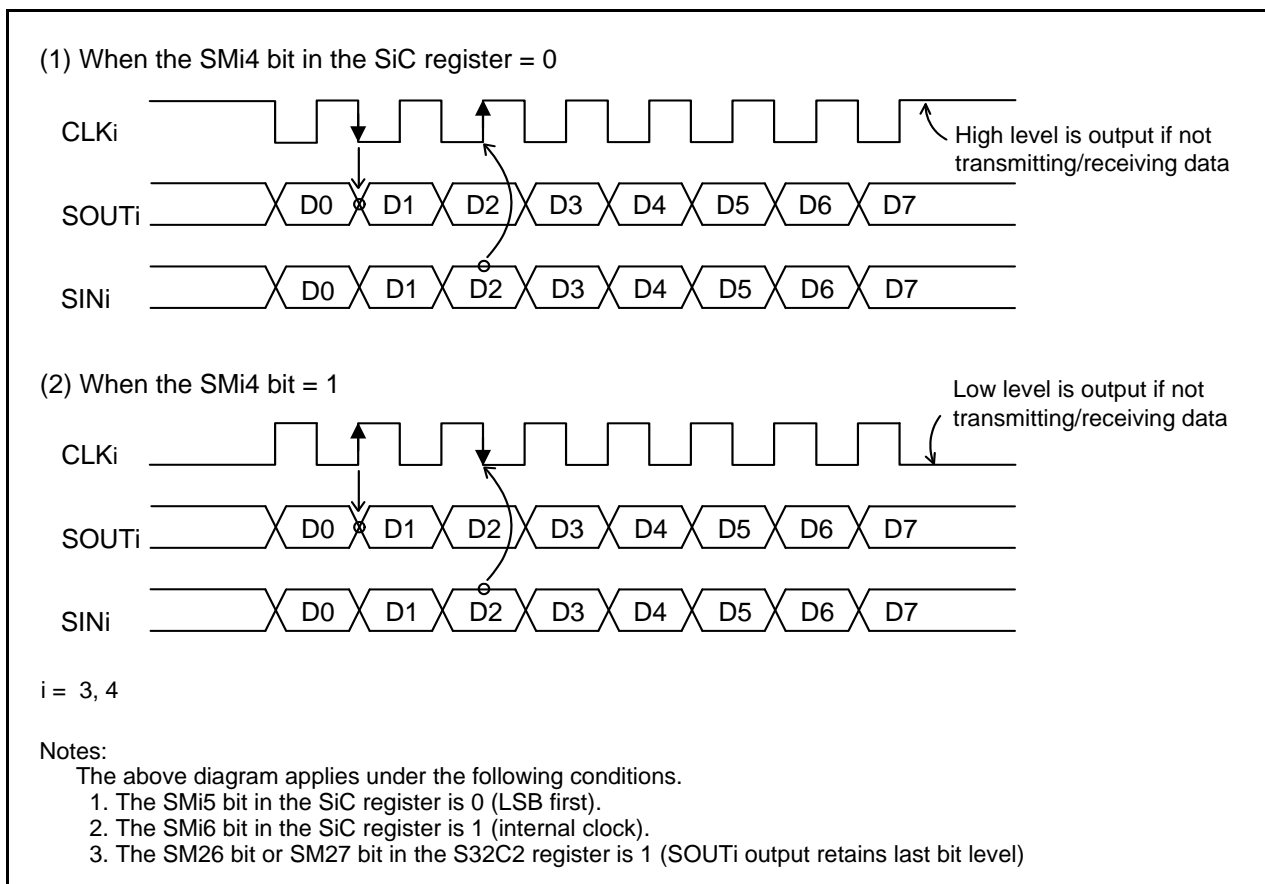 (1) When the SMi4 bit in the SiC register = 0
CLKi
High level is output if not
transmitting/receiving data
SOUTi D0 D1 D2 D3 D4 D5 D6 D7
SINi D0 D1 D2 D3 D4 D5 D6 D7
(2) When the SMi4 bit = 1
Low level is output if not
transmitting/receiving data
CLKi
SOUTi D0 D1 D2 D3 D4 D5 D6 D7
SINi D0 D1 D2 D3 D4 D5 D6 D7
i = 3, 4
Notes:
The above diagram applies under the following conditions.
1. The SMi5 bit in the SiC register is 0 (LSB first).
2. The SMi6 bit in the SiC register is 1 (internal clock).
3. The SM26 bit or SM27 bit in the S32C2 register is 1 (SOUTi output retains last bit level)